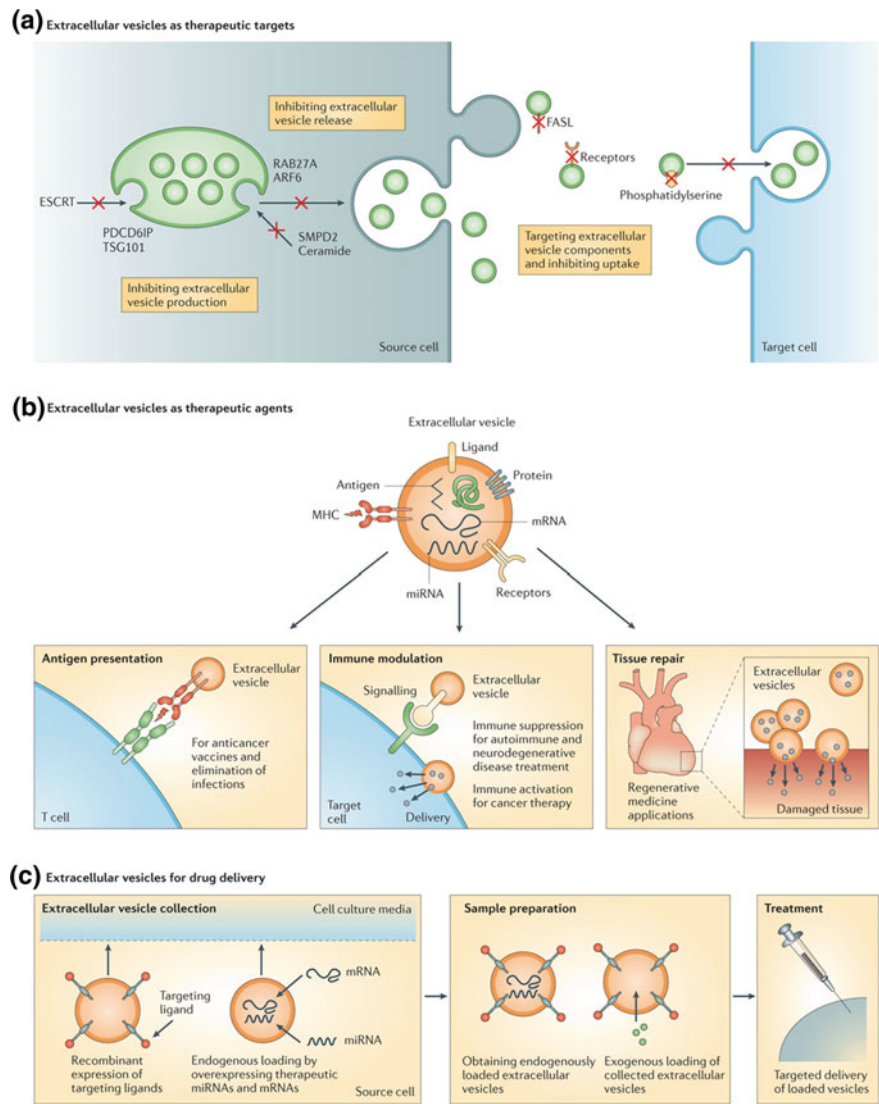 (a) Extracellular vesicles as therapeutic targets
Inhibiting extracellular
vesicle release
FASL
RAB27A
ARF6
Receptors
ESCRT
Phosphatidylserine
PDCD6IP
TSG101
SMPD2
Ceramide
Targeting extracellular
vesicle components
and inhibiting uptake
Inhibiting extracellular
vesicle production
Source cell
Target cell
(b) Extracellular vesicles as therapeutic agents
Extracellular vesicle
Ligand
Protein
Antigen
MHC
mRNA
miRNA
Receptors
Antigen presentation
Extracellular
vesicle
For anticancer
vaccines and
elimination of
infections
T cell
Immune modulation
Signalling
Extracellular
vesicle
Immune suppression
for autoimmune and
neurodegenerative
disease treatment
Immune activation
for cancer therapy
Target
cell
Delivery
Tissue repair
Extracellular
vesicles
Regenerative
medicine
applications
Damaged tissue
(c) Extracellular vesicles for drug delivery
Extracellular vesicle collection
Cell culture media
mRNA
Targeting
ligand
miRNA
Recombinant
expression of
targeting ligands
Endogenous loading by
overexpressing therapeutic
miRNAs and mRNAs
Source cell
Sample preparation
Obtaining endogenously
loaded extracellular
vesicles
Exogenous loading of
collected extracellular
vesicles
Treatment
Targeted delivery
of loaded vesicles